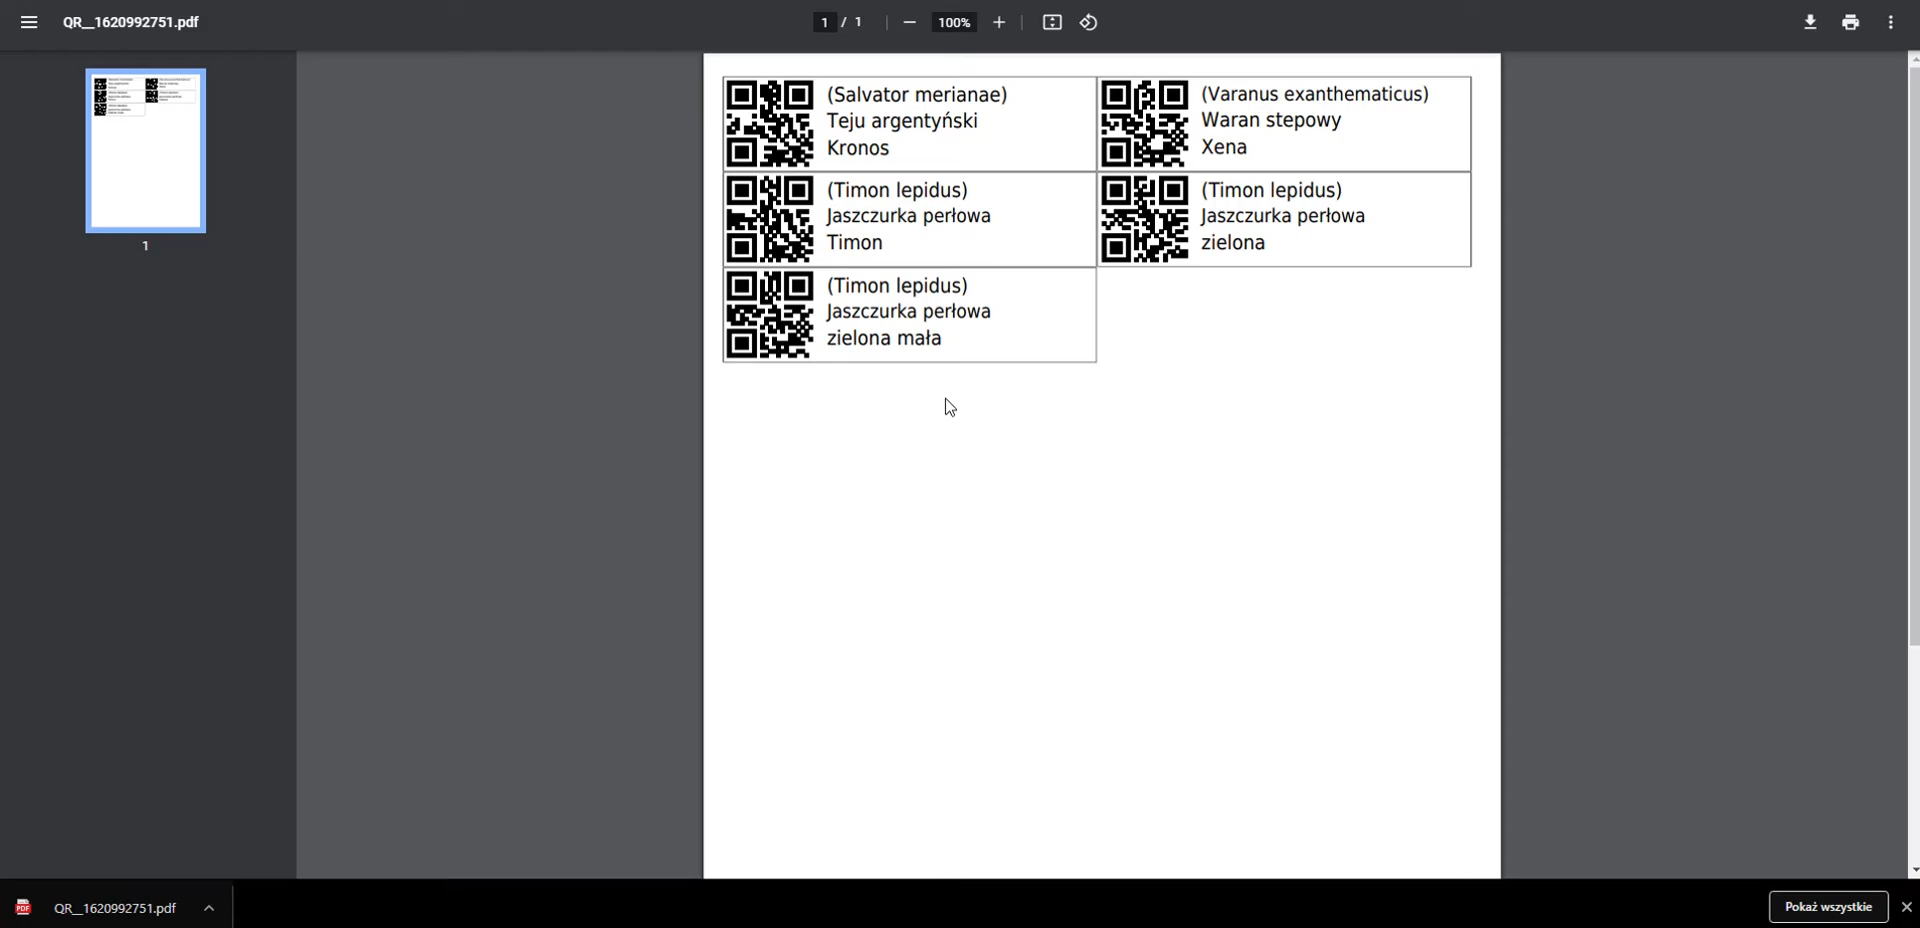 QR__1620992751.pdf
1 / 1
100%
1
(Salvator merianae)
Teju argentyński
Kronos
(Varanus exanthematicus)
Waran stepowy
Xena
(Timon lepidus)
Jaszczurka perłowa
Timon
(Timon lepidus)
Jaszczurka perłowa
zielona
(Timon lepidus)
Jaszczurka perłowa
zielona mała
PDF
QR__1620992751.pdf
Pokaż wszystkie